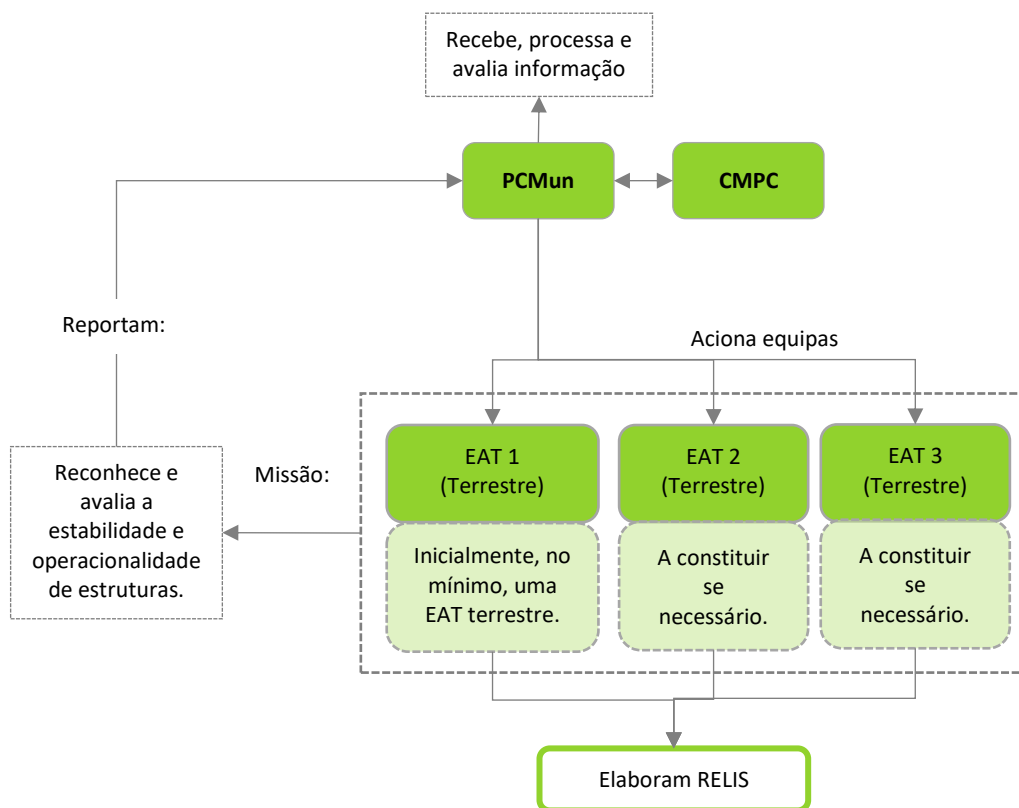 Recebe, processa e
avalia informação
PCMun
CMPC
Reportam:
Aciona equipas
EAT 1
(Terrestre)
EAT 2
(Terrestre)
EAT 3
(Terrestre)
Missão:
Reconhece e
avalia a
estabilidade e
operacionalidade
de estruturas.
Inicialmente, no
mínimo, uma
EAT terrestre.
A constituir
se
necessário.
A constituir
se
necessário.
Elaboram RELIS